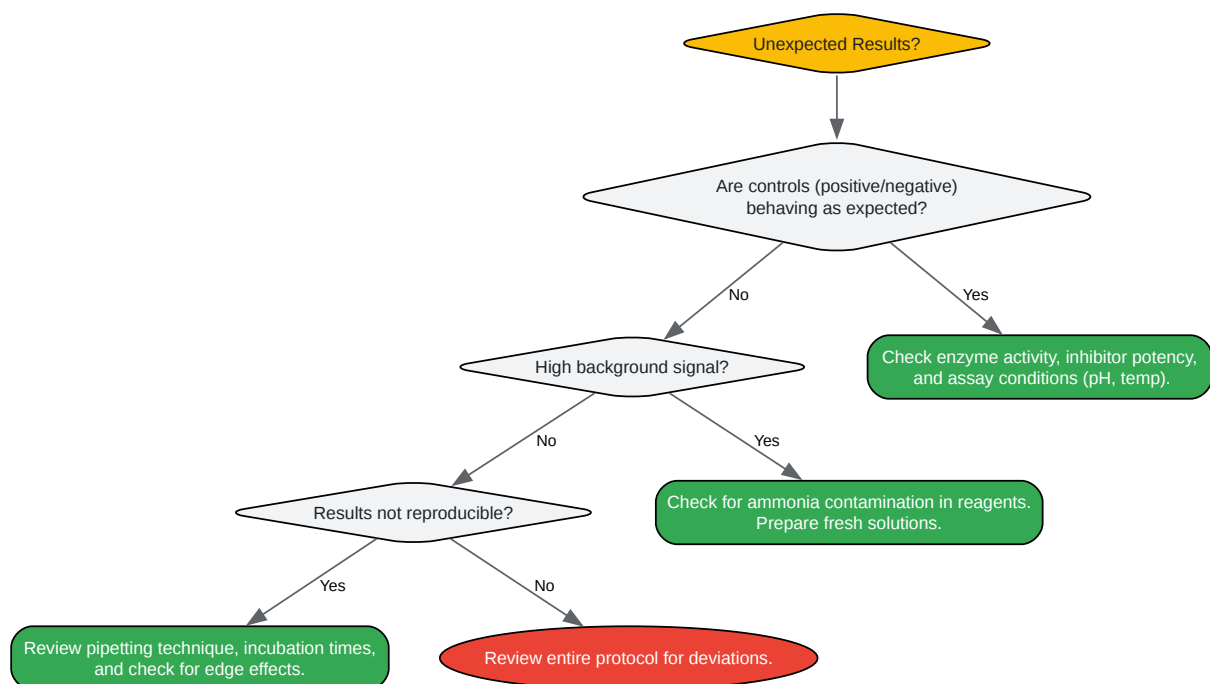 Unexpected Results?
Are controls (positive/negative)
behaving as expected?
No
Yes
High background signal?
Check enzyme activity, inhibitor potency,
and assay conditions (pH, temp).
No
Yes
Results not reproducible?
Check for ammonia contamination in reagents.
Prepare fresh solutions.
Yes
No
Review pipetting technique, incubation times,
and check for edge effects.
Review entire protocol for deviations.